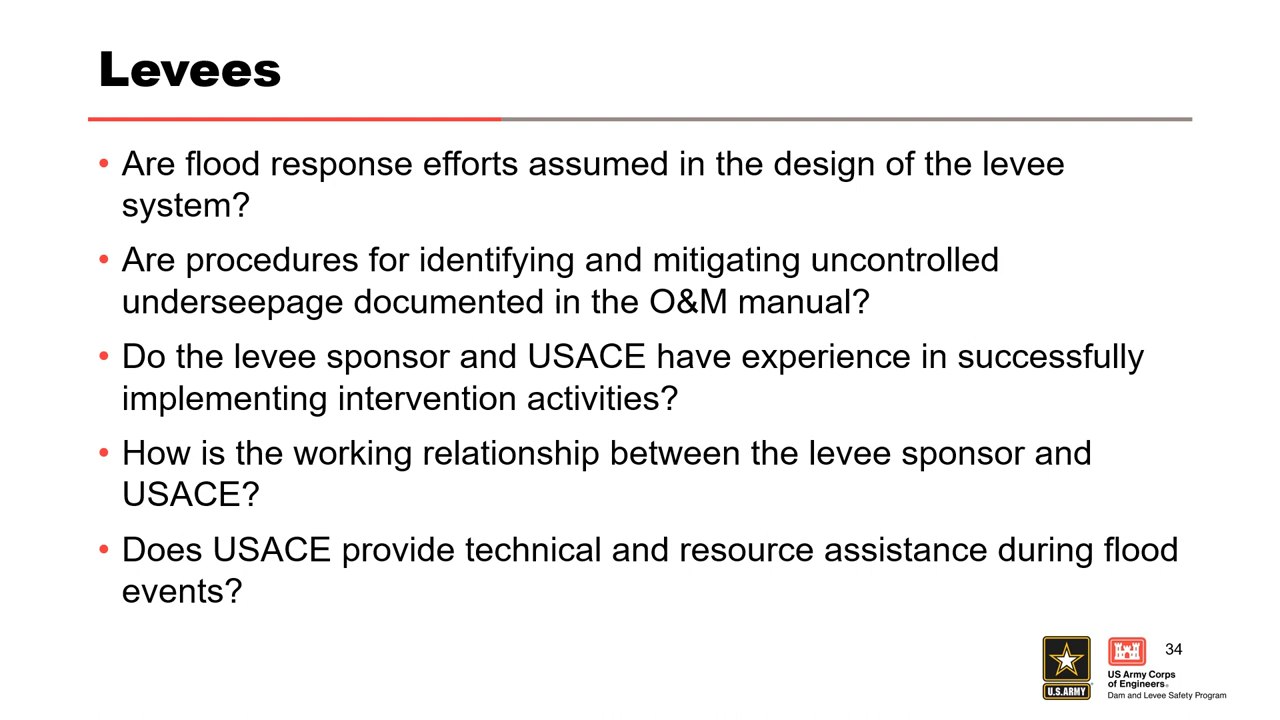 Levees
• Are flood response efforts assumed in the design of the levee
system?
• Are procedures for identifying and mitigating uncontrolled
underseepage documented in the O&M manual?
• Do the levee sponsor and USACE have experience in successfully
implementing intervention activities?
• How is the working relationship between the levee sponsor and
USACE?
• Does USACE provide technical and resource assistance during flood
events?
34
U.S.ARMY
US Army Corps
of Engineers®
Dam and Levee Safety Program